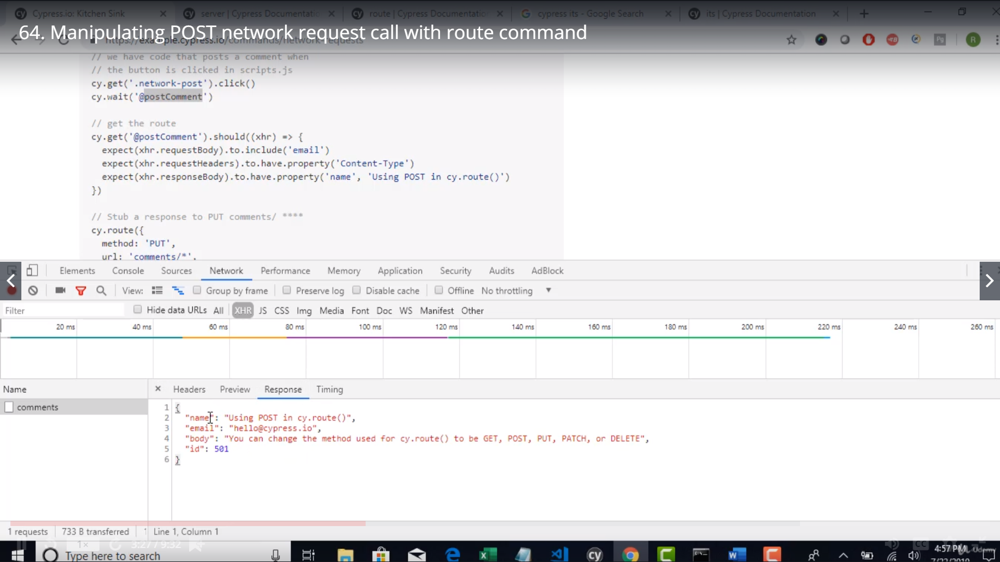 Cypress.io: Kitchen Sink
server | Cypress Documentatic
route | Cypress Documentatio
cypress its - Google Search
its | Cypress Documentation
64. Manipulating POST network request call with route command
https://example.cypress.io/commands/network-requests
Pg
R
// we have code that posts a comment when
// the button is clicked in scripts.js
cy.get('.network-post').click()
cy.wait('@postComment')
// get the route
cy.get('@postComment').should((xhr) => {
expect(xhr.requestBody).to.include('email')
expect(xhr.requestHeaders).to.have.property('Content-Type')
expect(xhr.responseBody).to.have.property('name', 'Using POST in cy.route()')
})
// Stub a response to PUT comments/ ****
cy.route({
method: 'PUT',
url: 'comments/*',
Elements Console Sources Network Performance Memory Application Security Audits AdBlock
View: Group by frame Preserve log Disable cache Offline No throttling
Filter Hide data URLs All XHR JS CSS Img Media Font Doc WS Manifest Other
20 ms 40 ms 60 ms 80 ms 100 ms 120 ms 140 ms 160 ms 180 ms 200 ms 220 ms 240 ms 260 ms
Name Headers Preview Response Timing
comments
1 {
2 "name": "Using POST in cy.route()",
3 "email": "hello@cypress.io",
4 "body": "You can change the method used for cy.route() to be GET, POST, PUT, PATCH, or DELETE",
5 "id": 501
6 }
1 requests 733 B transferred Line 1, Column 1
1× 3:27 / 9:32
Type here to search
cy
4:57 PM
Udemy